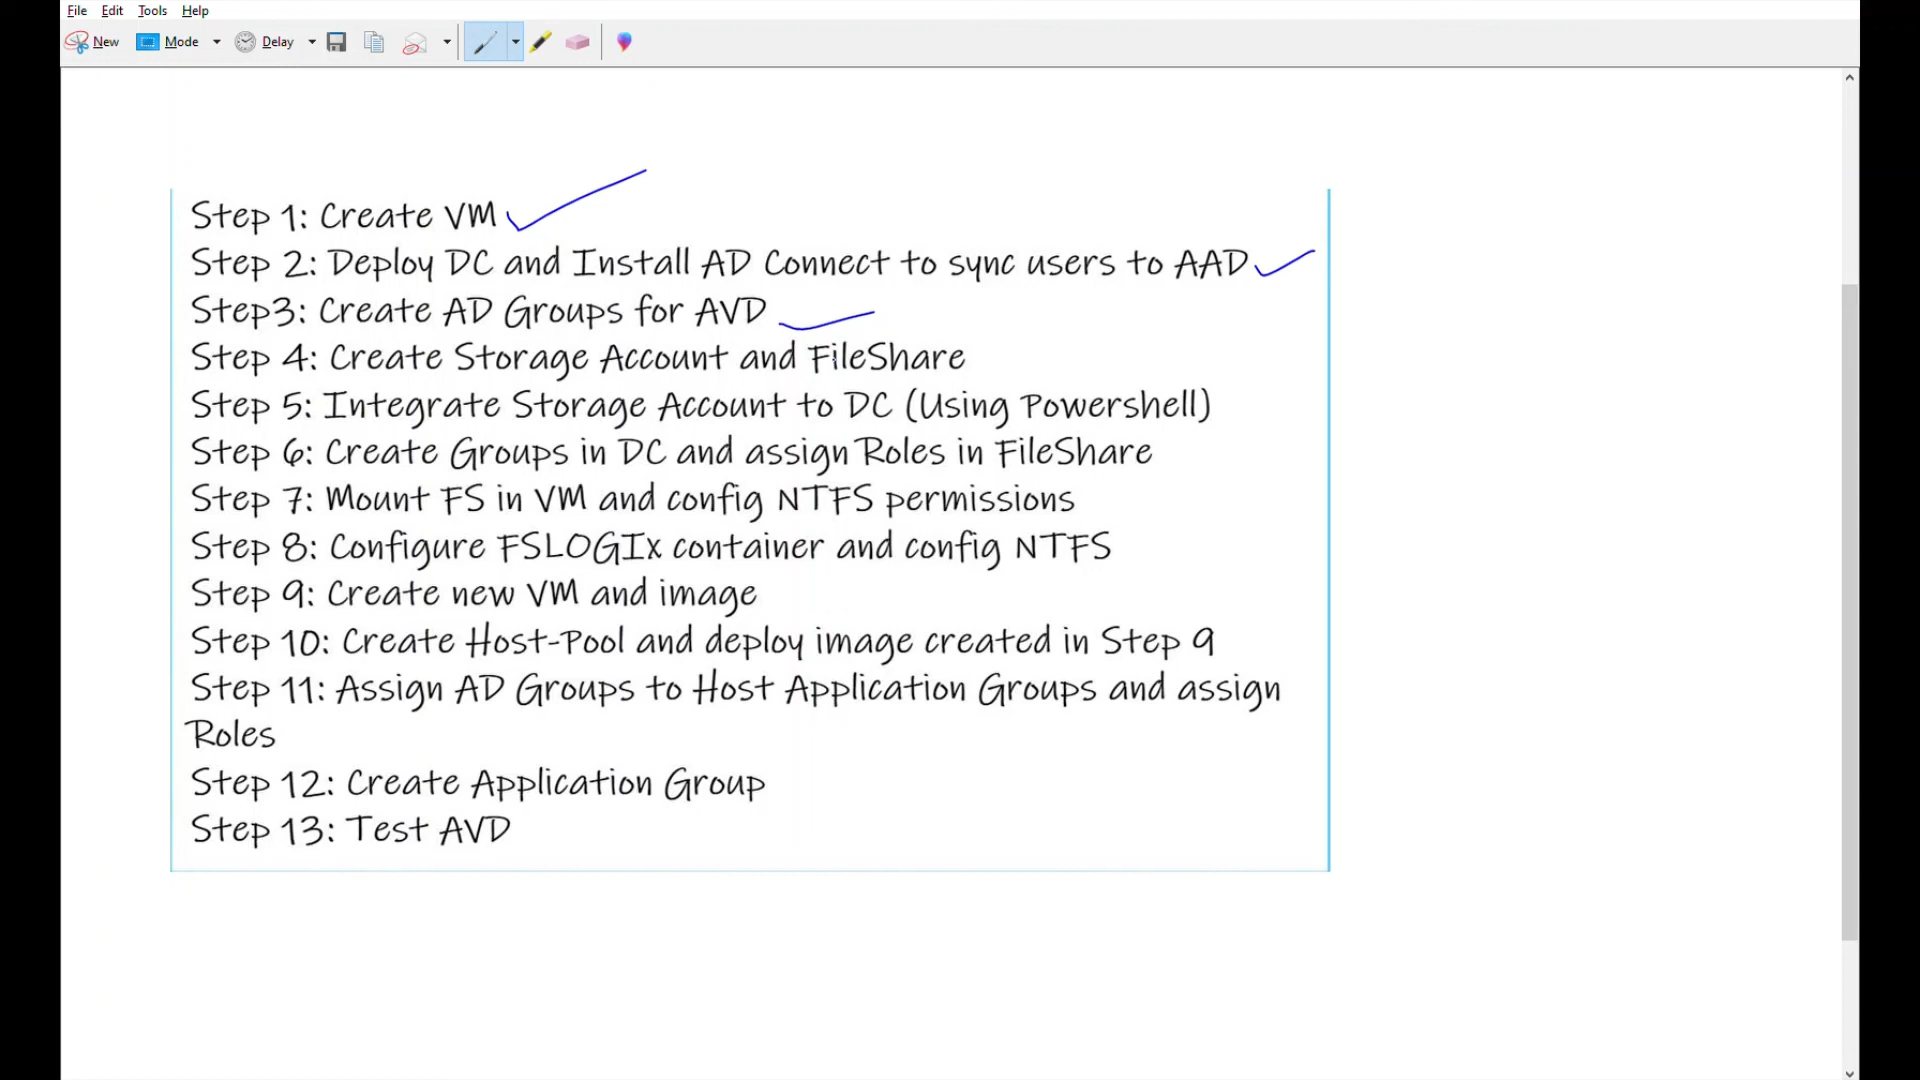 File Edit Tools Help
New Mode Delay
Step 1: Create VM
Step 2: Deploy DC and Install AD Connect to sync users to AAD
Step3: Create AD Groups for AVD
Step 4: Create Storage Account and FileShare
Step 5: Integrate Storage Account to DC (Using Powershell)
Step 6: Create Groups in DC and assign Roles in FileShare
Step 7: Mount FS in VM and config NTFS permissions
Step 8: Configure FSLOGIx container and config NTFS
Step 9: Create new VM and image
Step 10: Create Host-Pool and deploy image created in Step 9
Step 11: Assign AD Groups to Host Application Groups and assign
Roles
Step 12: Create Application Group
Step 13: Test AVD